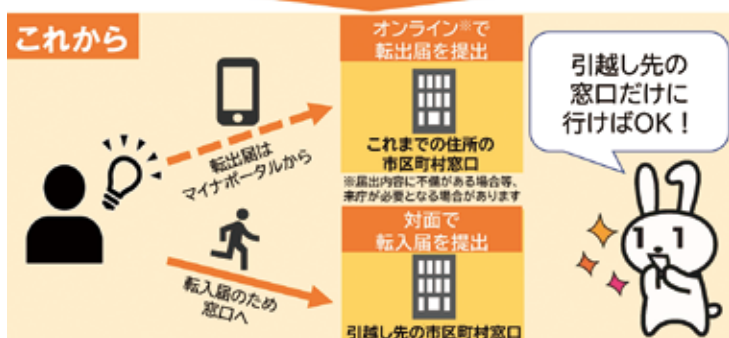 これから
転出届は
マイナポータルから
転入届のため
窓口へ
オンライン※で
転出届を提出
これまでの住所の
市区町村窓口
※届出内容に不備がある場合等、
来庁が必要となる場合があります
対面で
転入届を提出
引越し先の市区町村窓口
引越し先の
窓口だけに
行けばOK！